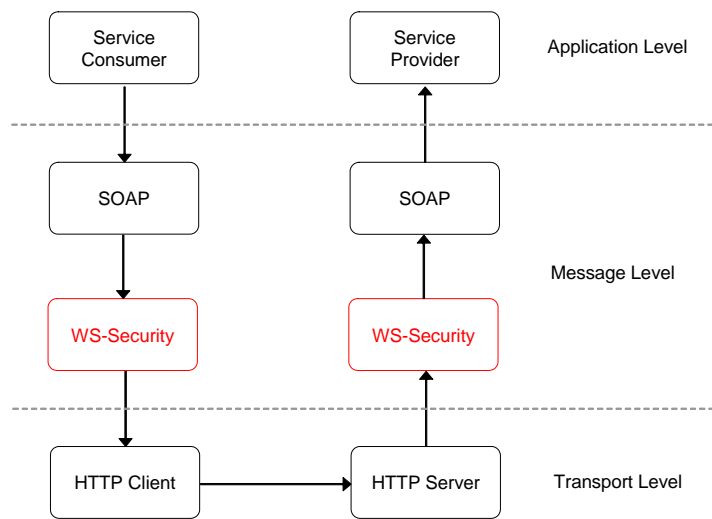 Service
Consumer
Service
Provider
Application Level
SOAP
SOAP
Message Level
WS-Security
WS-Security
HTTP Client
HTTP Server
Transport Level